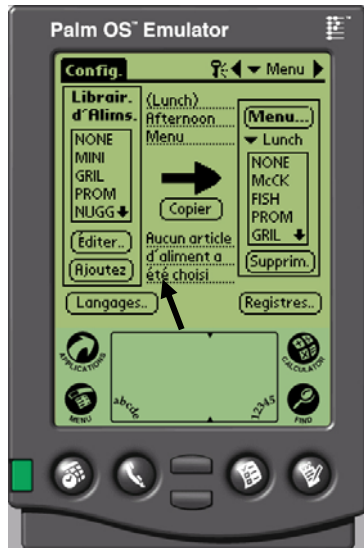 Palm OS™ Emulator
Config.
Menu
Librair.
d'Alims.
NONE
MINI
GRIL
PROM
NUGG
Éditer..
Ajoutez
(Lunch)
Afternoon
Menu
Copier
Aucun article
d'aliment a
été choisi
Menu...
Lunch
NONE
McCK
FISH
PROM
GRIL
Supprim.
Langages..
Registres..
APPLICATIONS
MENU
abcde
12345
CALCULATOR
FIND